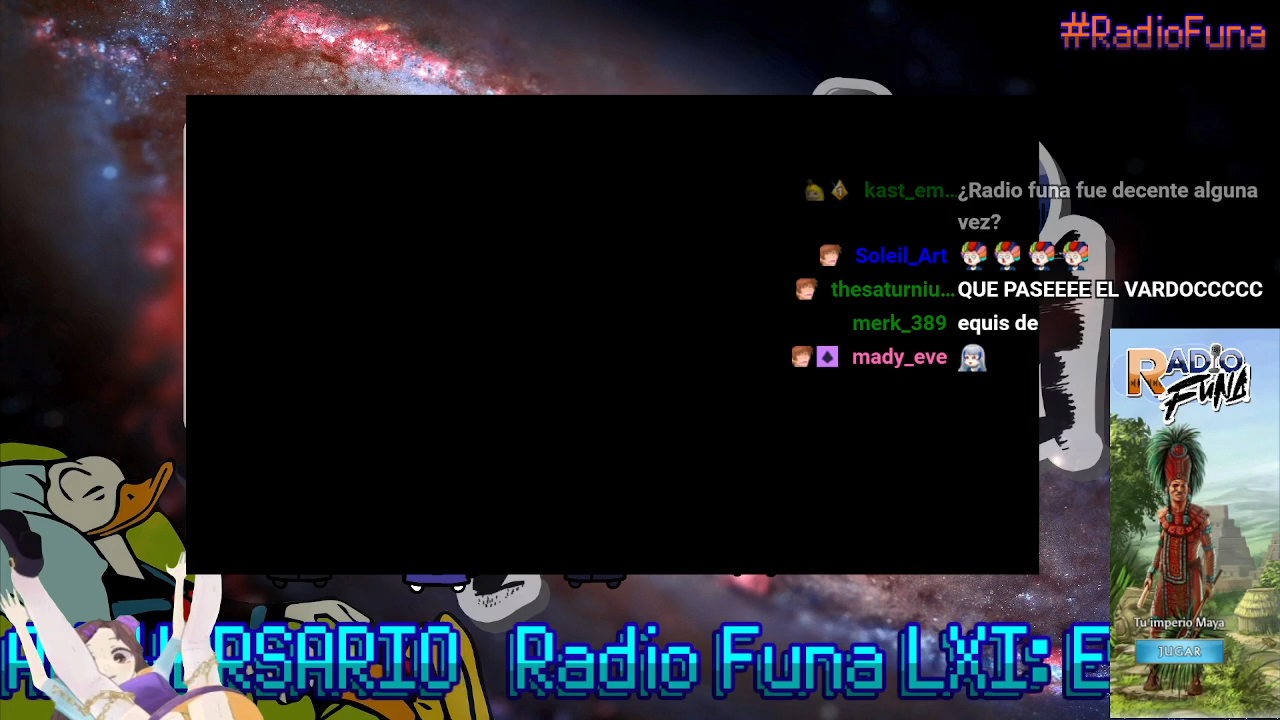 #RadioFuna
kast_em... ¿Radio funa fue decente alguna
vez?
Soleil_Art
thesaturniu... QUE PASEEEE EL VARDOCCCCC
merk_389 equis de
mady_eve
RADIO
FUNA
Tu imperio Maya
JUGAR
Radio Funa LXI: E